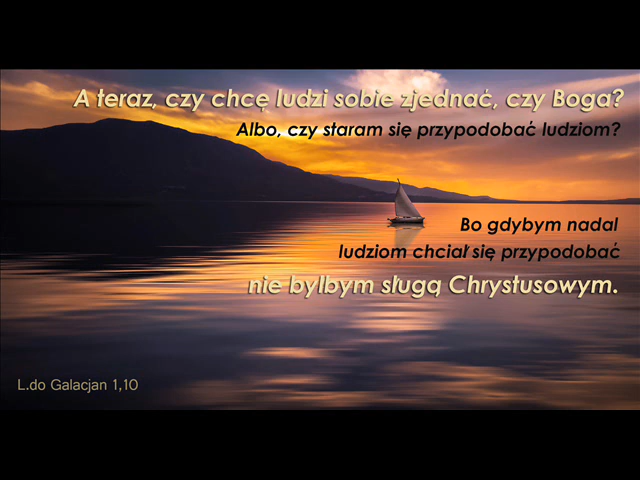 A teraz, czy chcę ludzi sobie zjednać, czy Boga?
Albo, czy staram się przypodobać ludziom?
Bo gdybym nadal
ludziom chciał się przypodobać
nie bylbym sługą Chrystusowym.
L.do Galacjan 1,10